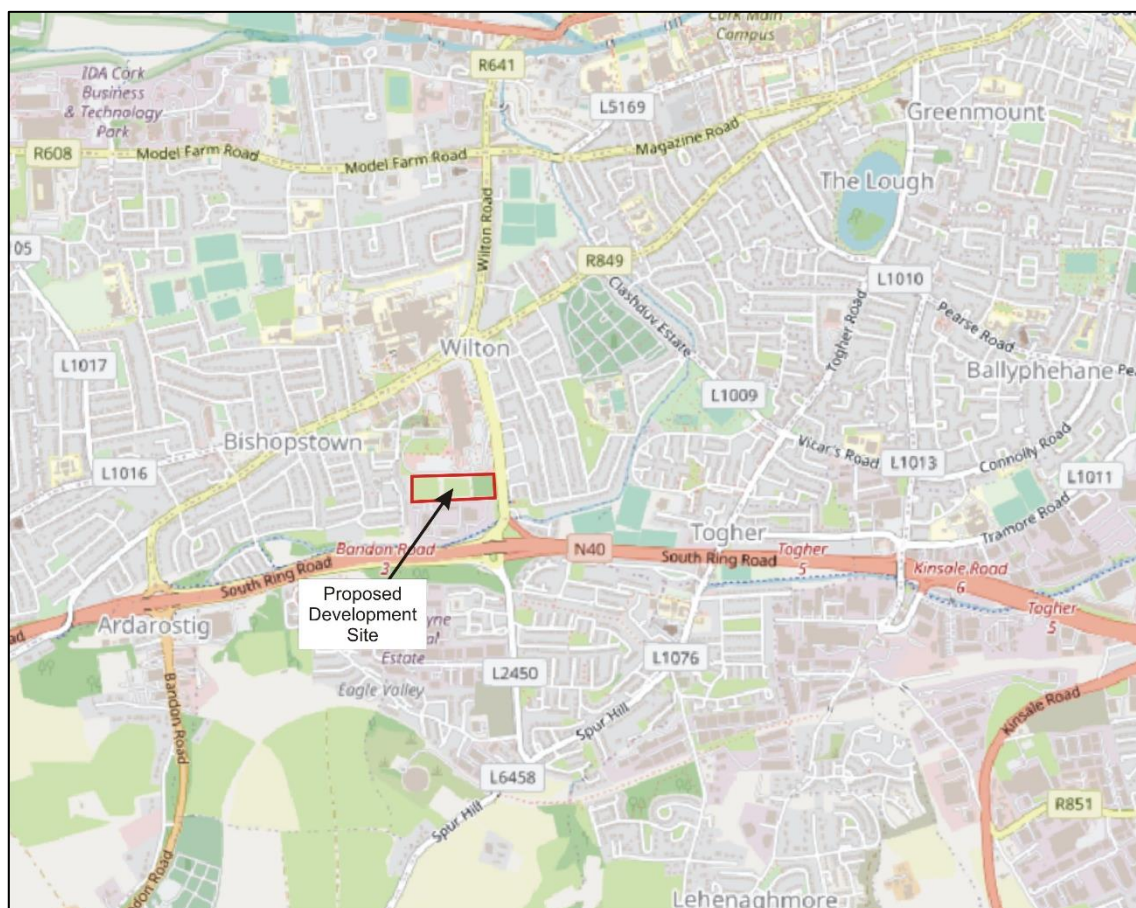 Cork Main
Campus
R641
IDA Cork
Business
& Technology
Park
L5169
Greenmount
R608
Model Farm Road
Model Farm Road
Magazine Road
The Lough
Wilton Road
05
R849
L1010
Clashduv Estate
Togher Road
Pearse Road
Wilton
L1017
Ballyphehane
L1009
Bishopstown
Vicar's Road
Connolly Road
L1016
L1013
L1011
Tramore Road
Togher
Bandon Road
3
N40
South Ring Road
Togher
5
Kinsale Road
6
South Ring Road
Togher
5
Proposed
Development
Site
Ardarostig
Estate
L1076
L2450
Eagle Valley
Bandon Road
Spur Hill
Kinsale Road
L6458
R851
Spur Hill
Road
Lehenaghmore